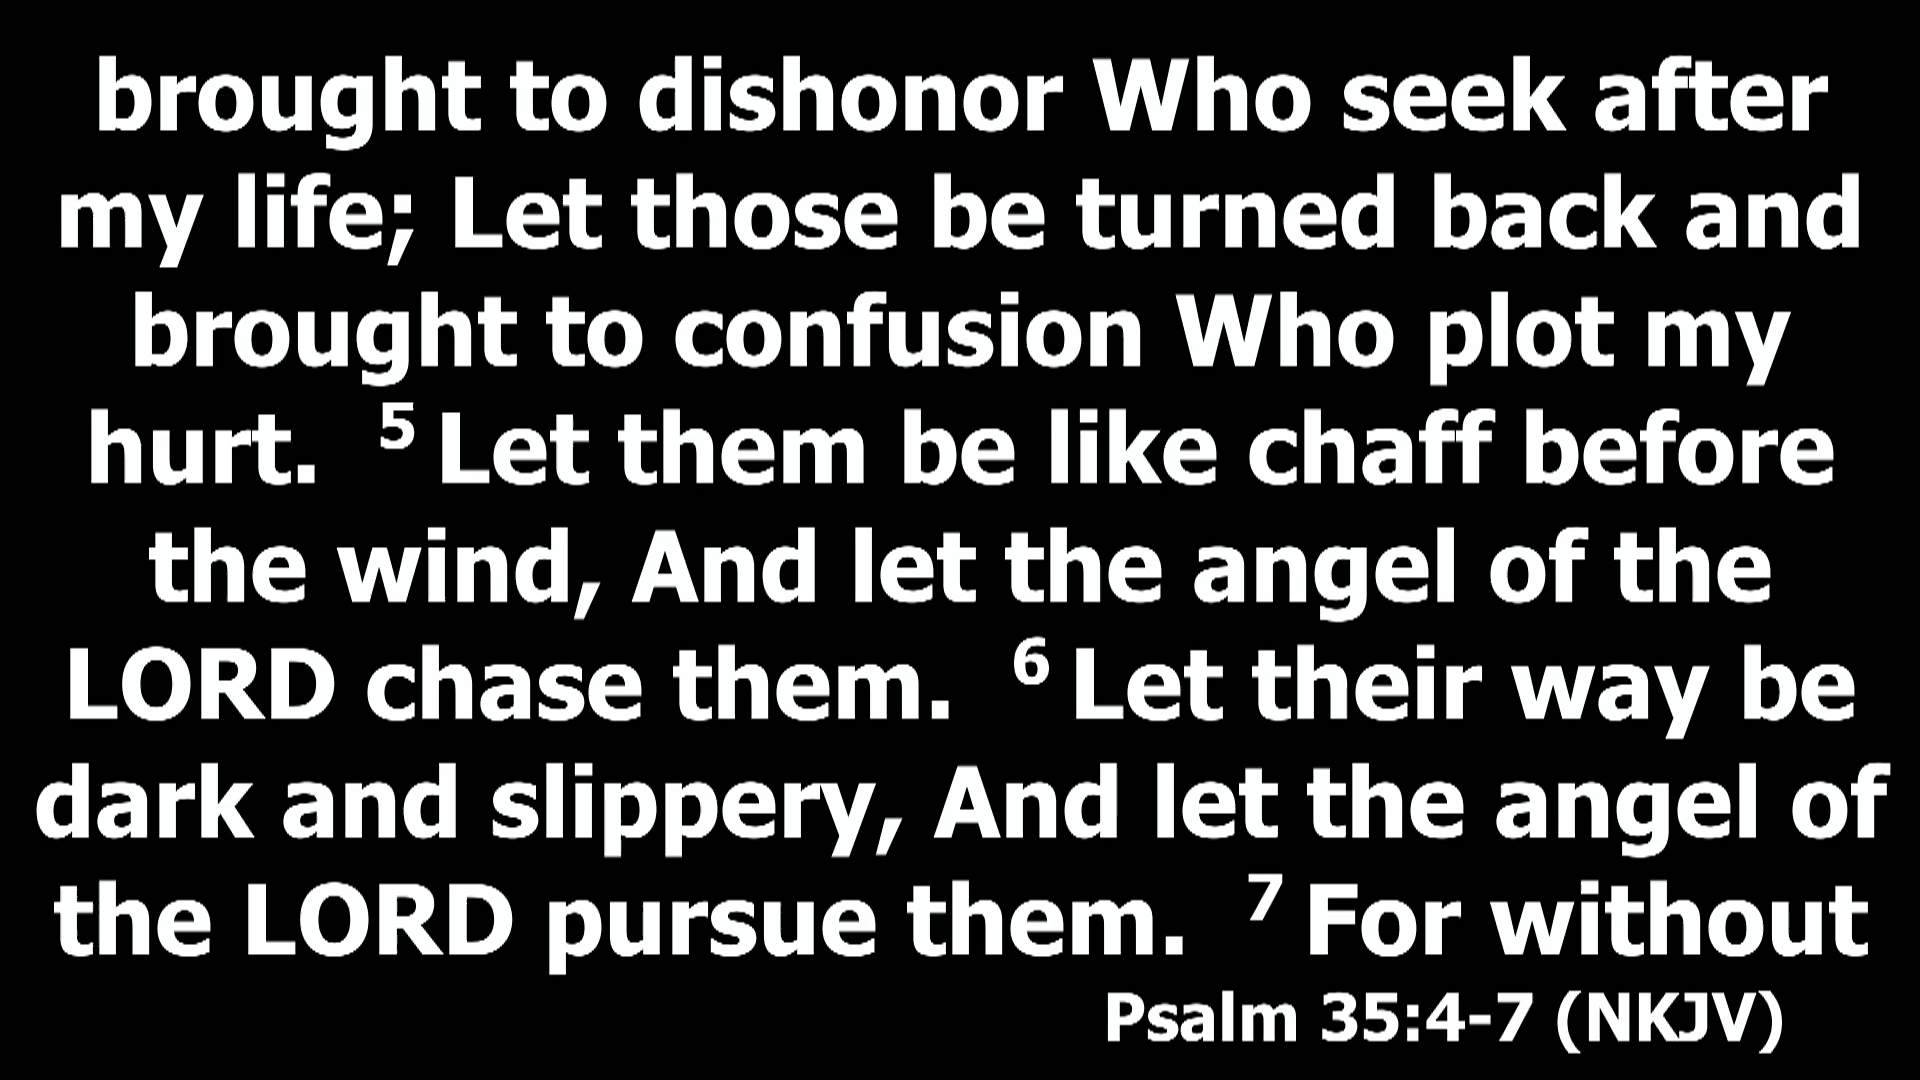 brought to dishonor Who seek after
my life; Let those be turned back and
brought to confusion Who plot my
hurt. 5 Let them be like chaff before
the wind, And let the angel of the
LORD chase them. 6 Let their way be
dark and slippery, And let the angel of
the LORD pursue them. 7 For without
Psalm 35:4-7 (NKJV)